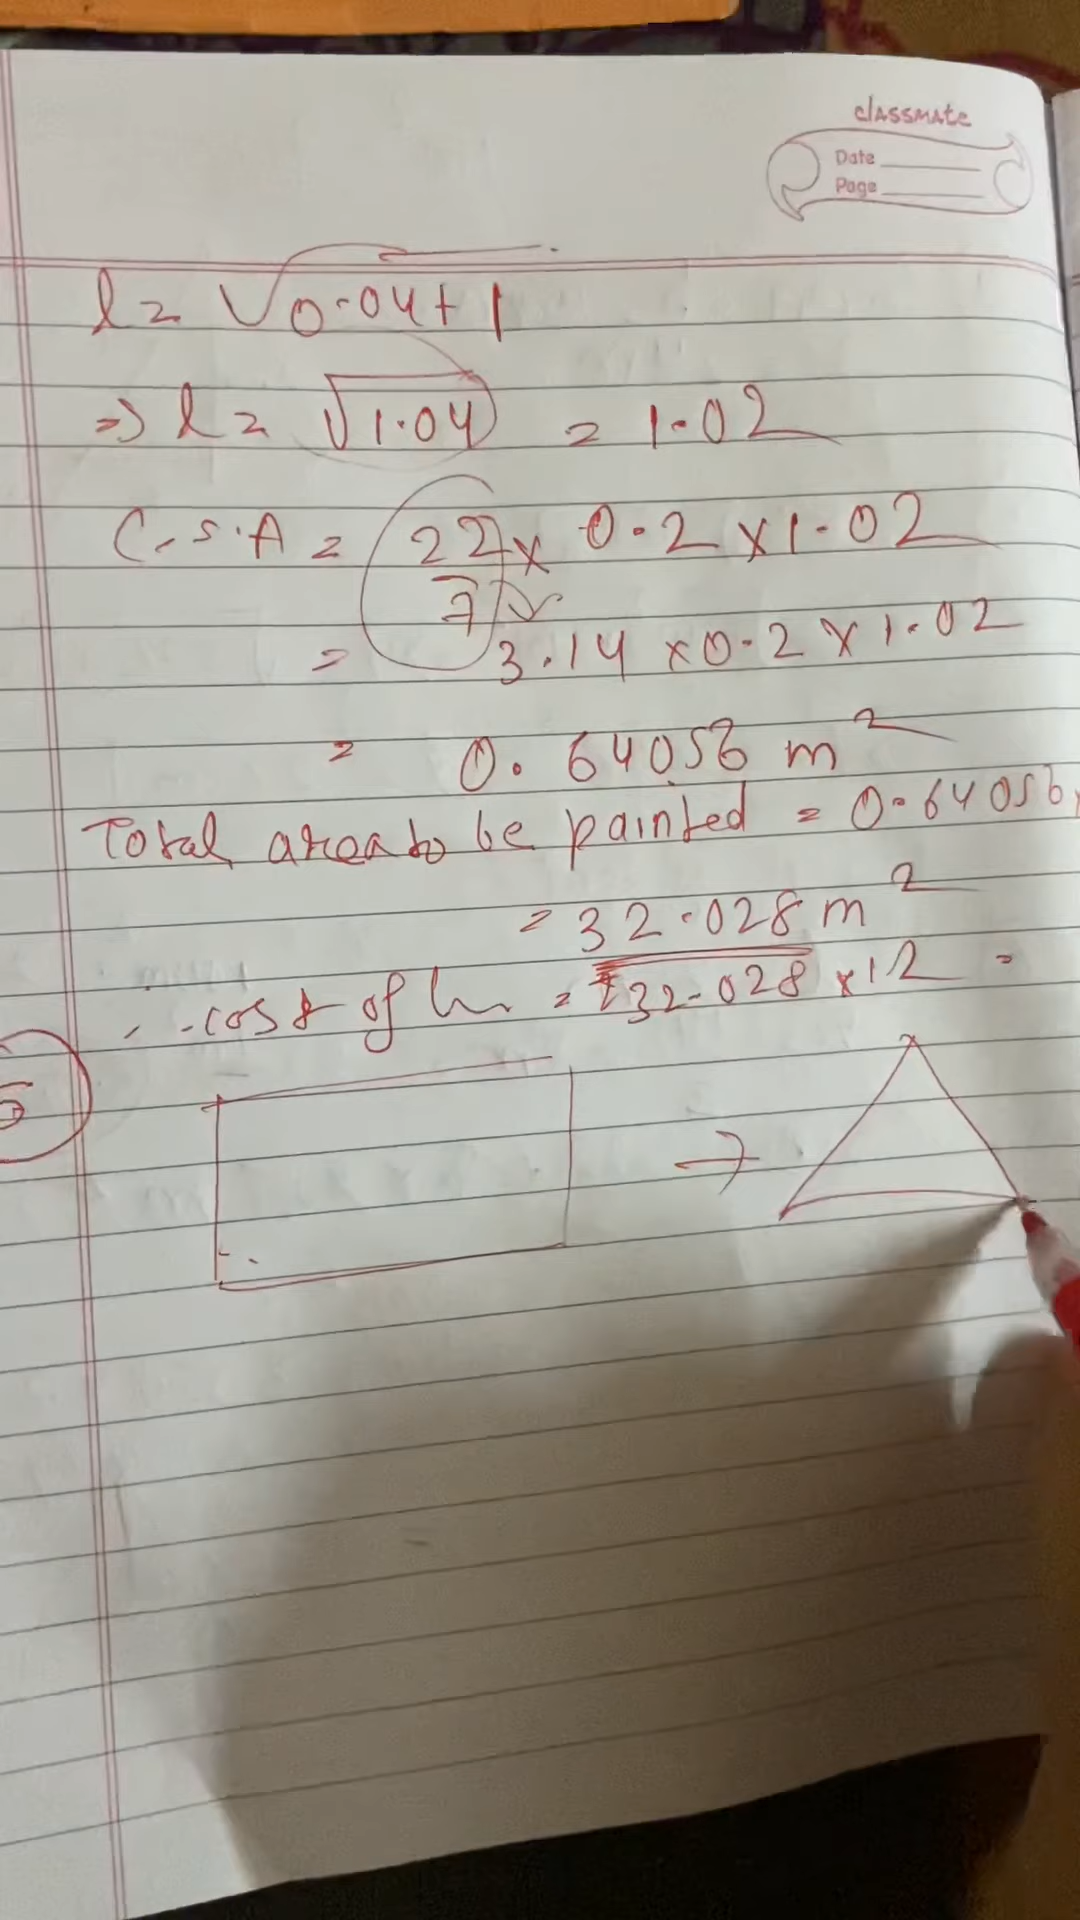 classmate
Date
Page
l = √0.04+1
⇒ l = √1.04 = 1.02
C.S.A = 22/7 × 0.2 × 1.02
= 3.14 × 0.2 × 1.02
= 0.64056 m²
Total area to be painted = 0.64056
= 32.028 m²
∴ cost of = ₹32.028 × 12 =
5
→